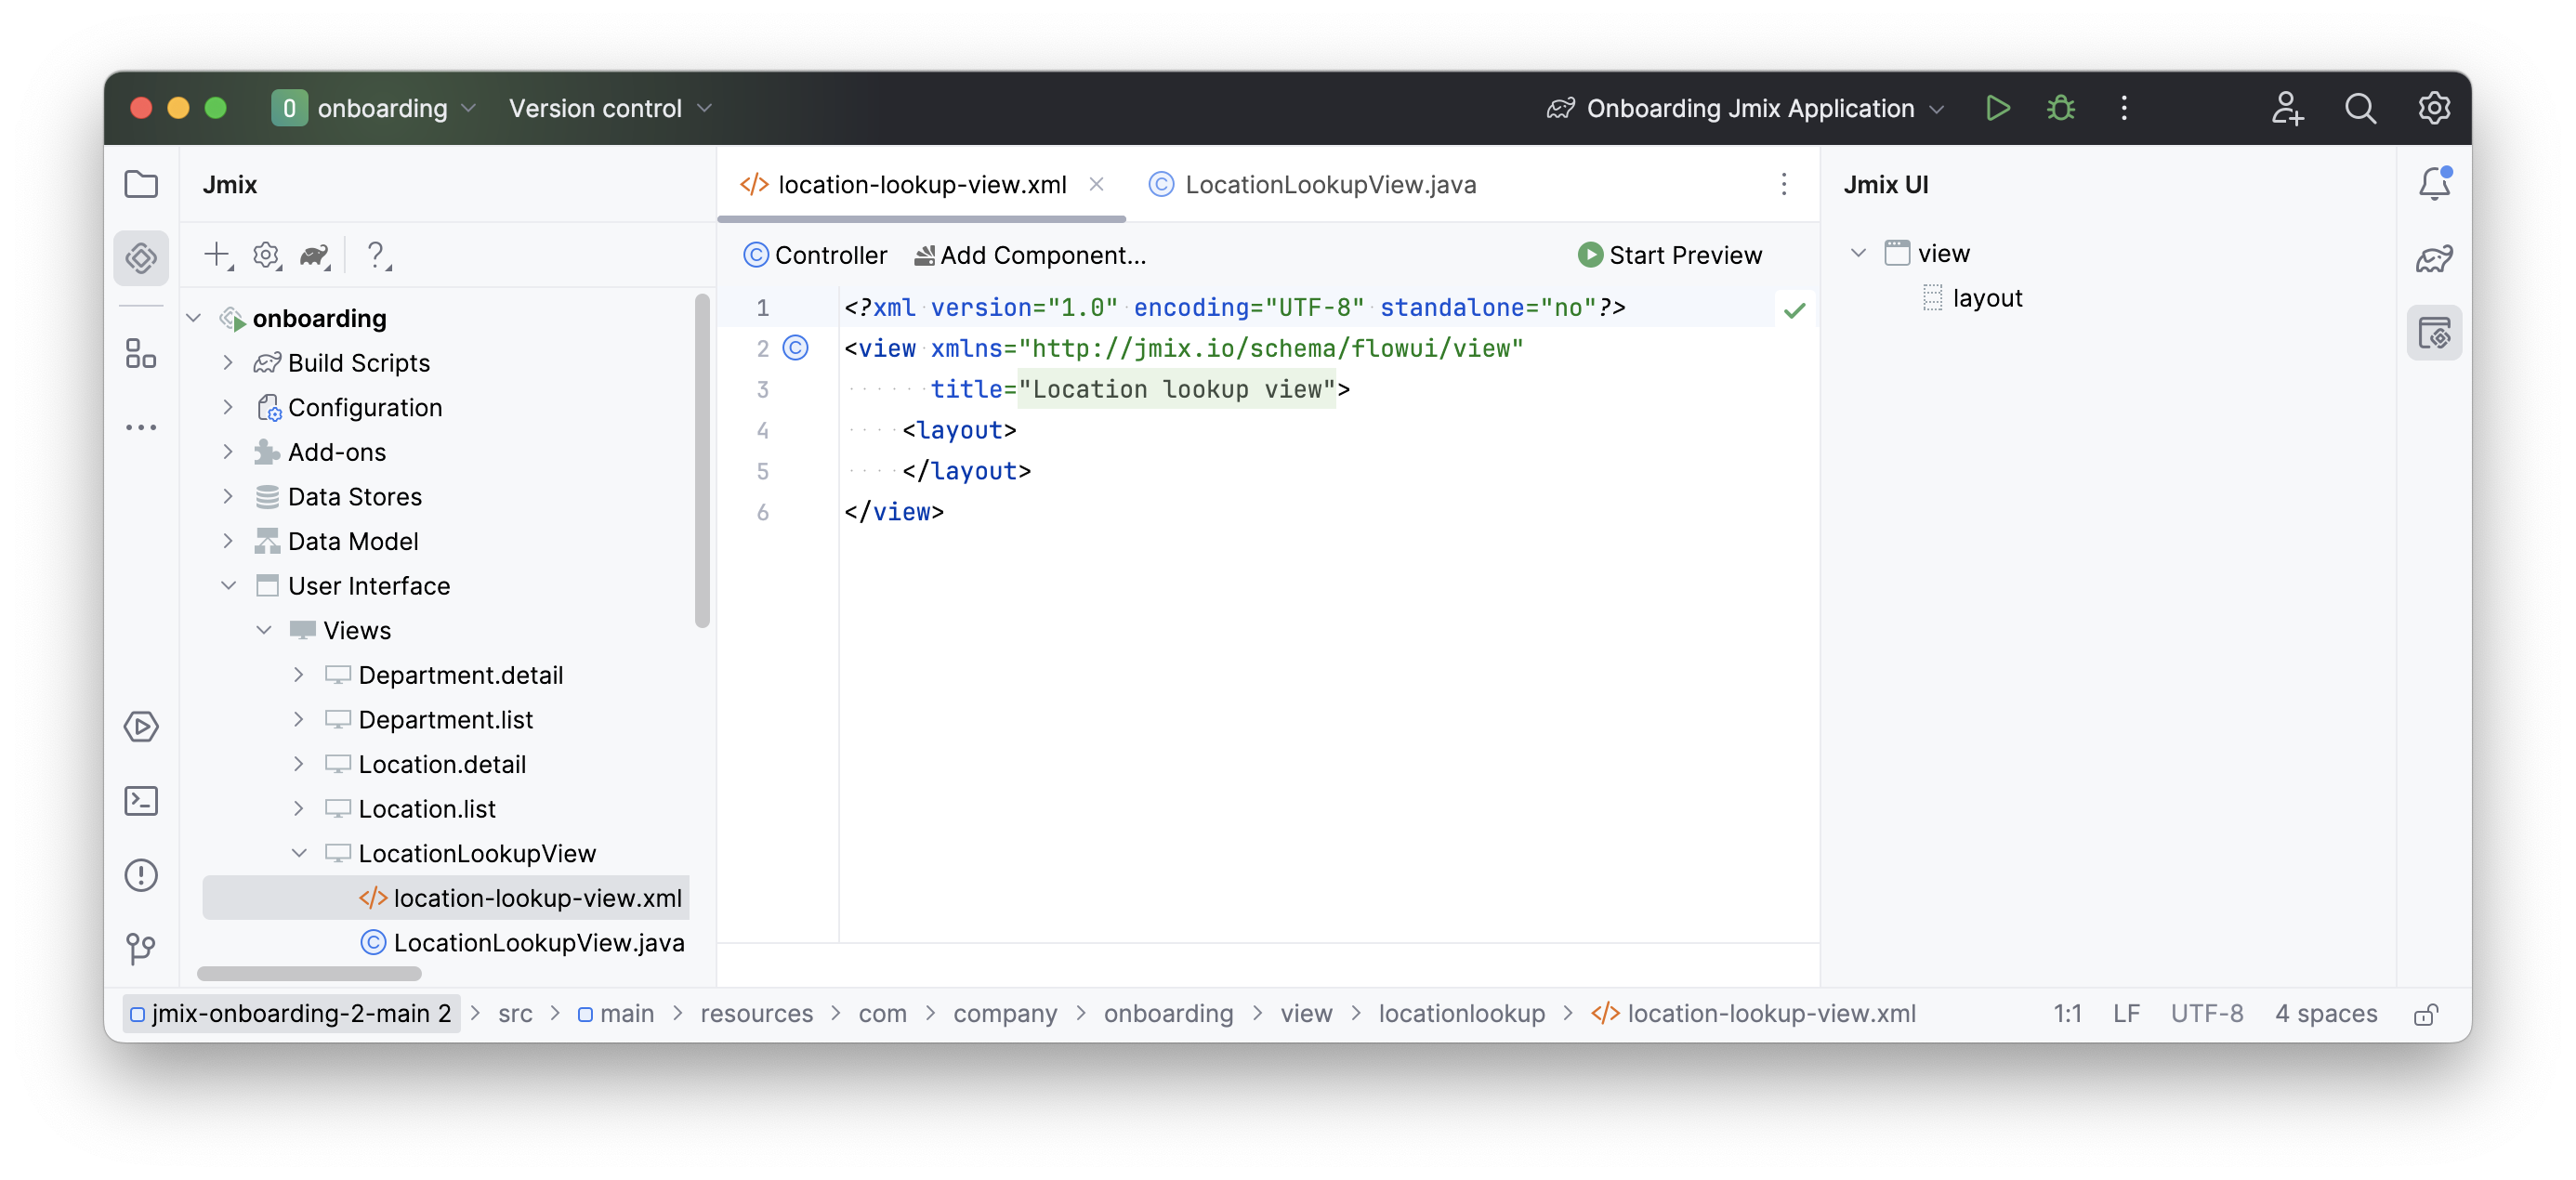 O onboarding Version control Onboarding Jmix Application
Jmix
onboarding
Build Scripts
Configuration
Add-ons
Data Stores
Data Model
User Interface
Views
Department.detail
Department.list
Location.detail
Location.list
LocationLookupView
location-lookup-view.xml
LocationLookupView.java
location-lookup-view.xml LocationLookupView.java
Controller Add Component... Start Preview
1 <?xml version="1.0" encoding="UTF-8" standalone="no"?>
2 <view xmlns="http://jmix.io/schema/flowui/view"
3 title="Location lookup view">
4 <layout>
5 </layout>
6 </view>
Jmix UI
view
layout
jmix-onboarding-2-main 2 > src > main > resources > com > company > onboarding > view > locationlookup > location-lookup-view.xml 1:1 LF UTF-8 4 spaces